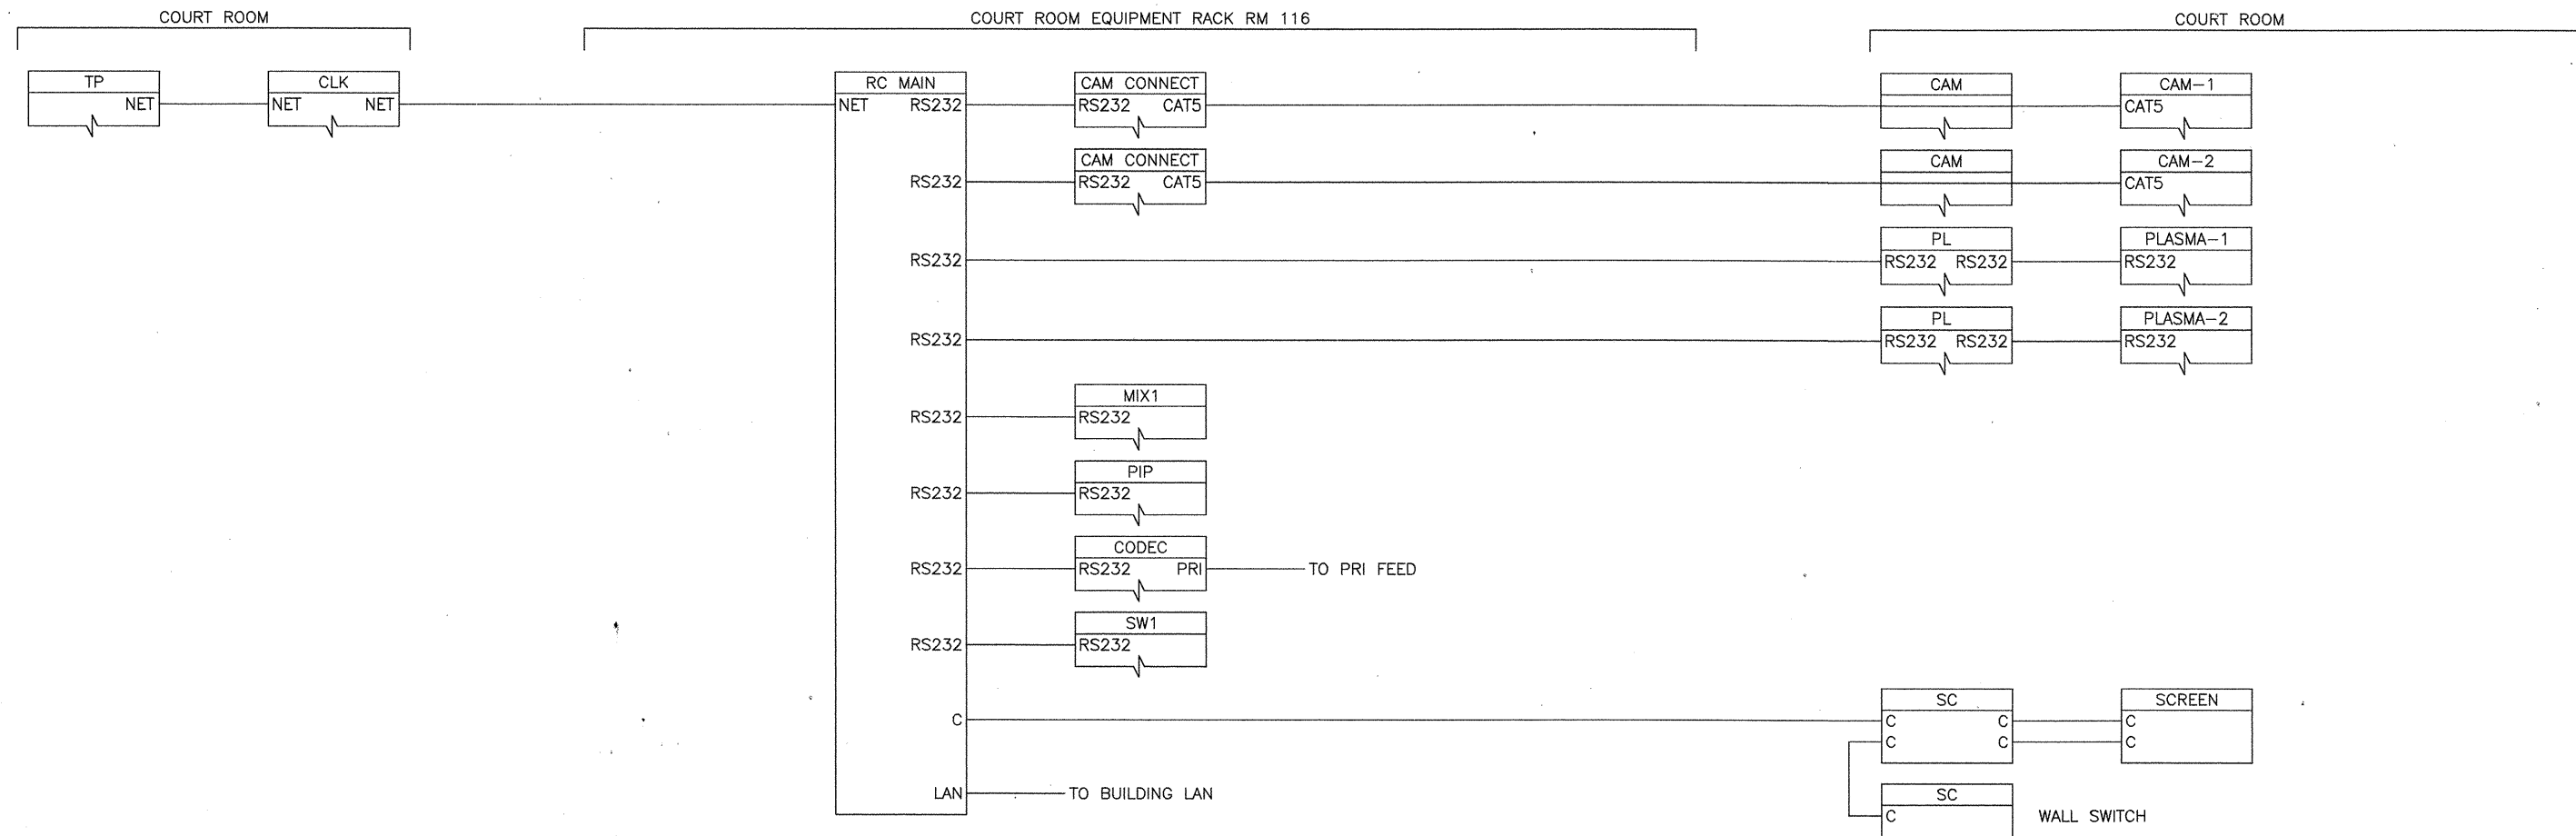 COURT ROOM
COURT ROOM EQUIPMENT RACK RM 116
COURT ROOM
TP
NET
CLK
NET NET
RC MAIN
NET RS232
CAM CONNECT
RS232 CAT5
CAM
CAM-1
CAT5
RS232
CAM CONNECT
RS232 CAT5
CAM
CAM-2
CAT5
RS232
PL
RS232 RS232
PLASMA-1
RS232
RS232
PL
RS232 RS232
PLASMA-2
RS232
RS232
MIX1
RS232
RS232
PIP
RS232
RS232
CODEC
RS232 PRI
TO PRI FEED
RS232
SW1
RS232
C
SC
C C
C C
SCREEN
C
C
LAN
TO BUILDING LAN
SC
C
WALL SWITCH